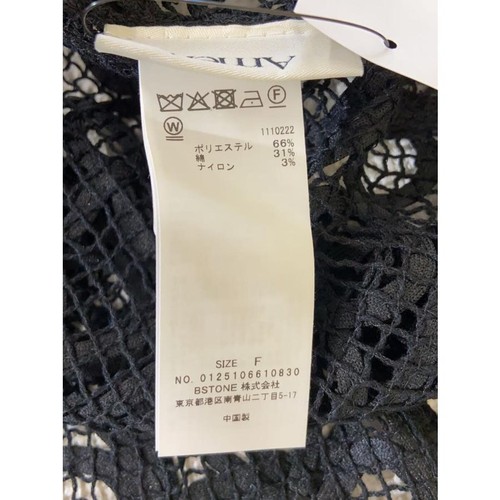 F
W
1110222
ポリエステル 66%
綿 31%
ナイロン 3%
SIZE F
NO. 0125106610830
BSTONE 株式会社
東京都港区南青山二丁目5-17
中国製